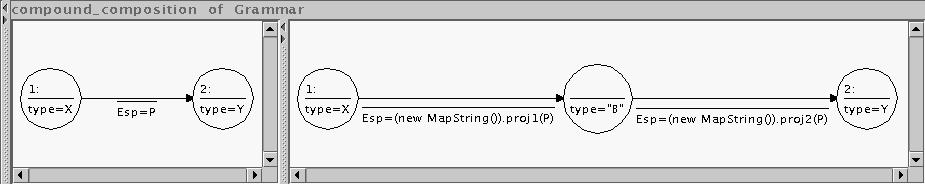 compound_composition of Grammar
1:
type=X
Esp=P
2:
type=Y
1:
type=X
Esp=(new MapString()).proj1(P)
type="B"
Esp=(new MapString()).proj2(P)
2:
type=Y